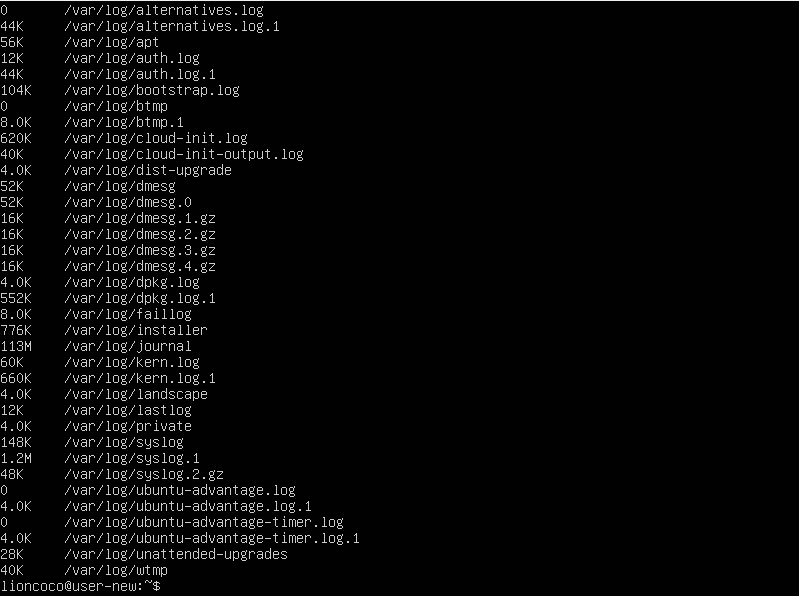 0 /var/log/alternatives.log
44K /var/log/alternatives.log.1
56K /var/log/apt
12K /var/log/auth.log
44K /var/log/auth.log.1
104K /var/log/bootstrap.log
0 /var/log/btmp
8.0K /var/log/btmp.1
620K /var/log/cloud-init.log
40K /var/log/cloud-init-output.log
4.0K /var/log/dist-upgrade
52K /var/log/dmesg
52K /var/log/dmesg.0
16K /var/log/dmesg.1.gz
16K /var/log/dmesg.2.gz
16K /var/log/dmesg.3.gz
16K /var/log/dmesg.4.gz
4.0K /var/log/dpkg.log
552K /var/log/dpkg.log.1
8.0K /var/log/faillog
776K /var/log/installer
113M /var/log/journal
60K /var/log/kern.log
660K /var/log/kern.log.1
4.0K /var/log/landscape
12K /var/log/lastlog
4.0K /var/log/private
148K /var/log/syslog
1.2M /var/log/syslog.1
48K /var/log/syslog.2.gz
0 /var/log/ubuntu-advantage.log
4.0K /var/log/ubuntu-advantage.log.1
0 /var/log/ubuntu-advantage-timer.log
4.0K /var/log/ubuntu-advantage-timer.log.1
28K /var/log/unattended-upgrades
40K /var/log/wtmp
lioncoco@user-new:~$